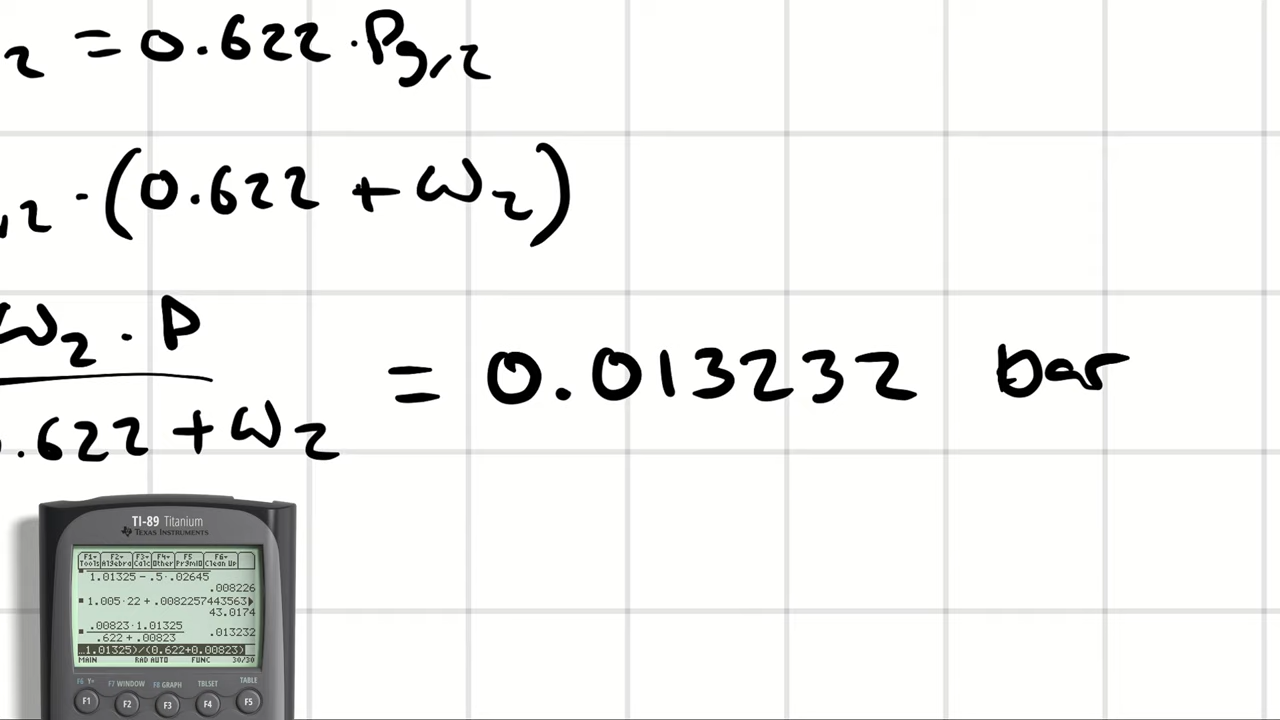 2 = 0.622 · Pg,2
,2 · (0.622 + ω2)
ω2 · P
.622 + ω2
= 0.013232 bar
TI-89 Titanium
TEXAS INSTRUMENTS
F1 F2 F3 F4 F5 F6
Tools Algebra Calc Other PrgmIO Clean Up
1.01325 - .5·.02645
.008226
1.005·22 + .0082257443563
43.0174
.00823·1.01325
.622 + .00823
.013232
…1.01325)/(0.622+0.00823)
MAIN RAD AUTO FUNC 30/30
F6 Y= F7 WINDOW F8 GRAPH TBLSET TABLE
F1 F2 F3 F4 F5